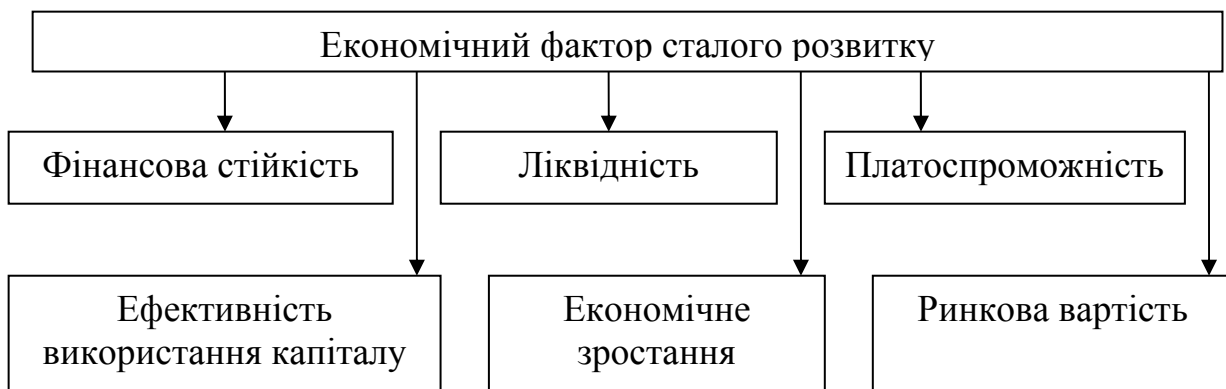 Економічний фактор сталого розвитку
Фінансова стійкість
Ліквідність
Платоспроможність
Ефективність
використання капіталу
Економічне
зростання
Ринкова вартість